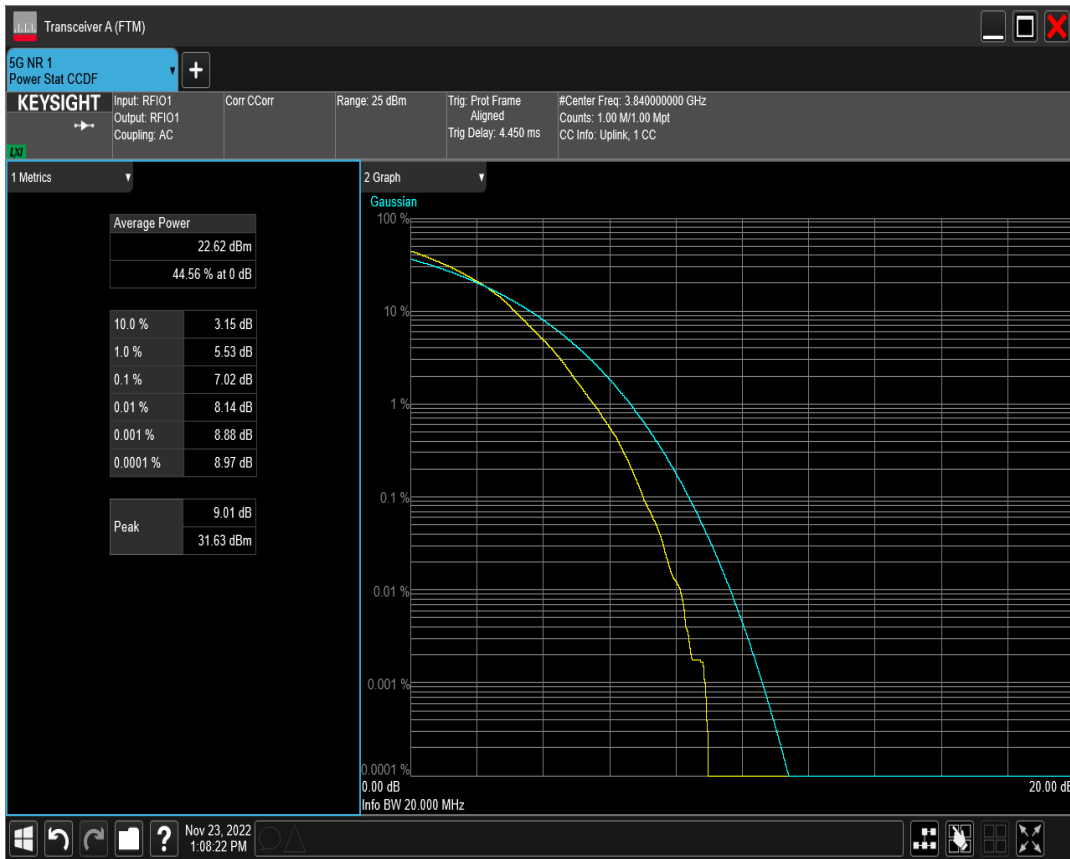 Transceiver A (FTM)
5G NR 1
Power Stat CCDF
+
KEYSIGHT
LXI
Input: RFIO1
Output: RFIO1
Coupling: AC
Corr CCorr
Range: 25 dBm
Trig: Prot Frame
Aligned
Trig Delay: 4.450 ms
#Center Freq: 3.840000000 GHz
Counts: 1.00 M/1.00 Mpt
CC Info: Uplink, 1 CC
1 Metrics
Average Power
22.62 dBm
44.56 % at 0 dB
10.0 % 3.15 dB
1.0 % 5.53 dB
0.1 % 7.02 dB
0.01 % 8.14 dB
0.001 % 8.88 dB
0.0001 % 8.97 dB
Peak
9.01 dB
31.63 dBm
2 Graph
Gaussian
100 %
10 %
1 %
0.1 %
0.01 %
0.001 %
0.0001 %
0.00 dB
20.00 dB
Info BW 20.000 MHz
?
Nov 23, 2022
1:08:22 PM